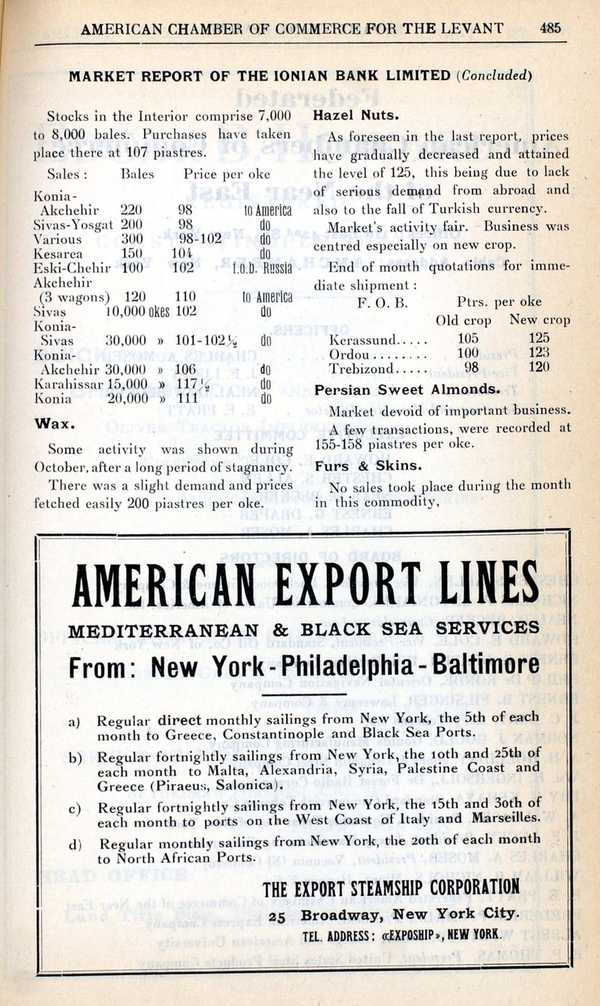 AMERICAN CHAMBER OF COMMERCE FOR THE LEVANT 485
MARKET REPORT OF THE IONIAN BANK LIMITED (Concluded)
Stocks in the Interior comprise 7,000
to 8,000 bales. Purchases have taken
place there at 107 piastres.
Sales : Bales Price per oke
Konia-
Akchehir 220 98 to America
Sivas-Yosgat 200 98 do
Various 300 98-102 do
Kesarea 150 104 do
Eski-Chehir 100 102 f.o.b. Russia
Akchehir
(3 wagons) 120 110 to America
Sivas 10,000 okes 102 do
Konia-
Sivas 30,000 » 101-102½ do
Konia-
Akchehir 30,000 » 106 do
Karahissar 15,000 » 117½ do
Konia 20,000 » 111 do
Wax.
Some activity was shown during
October, after a long period of stagnancy.
There was a slight demand and prices
fetched easily 200 piastres per oke.
Hazel Nuts.
As foreseen in the last report, prices
have gradually decreased and attained
the level of 125, this being due to lack
of serious demand from abroad and
also to the fall of Turkish currency.
Market's activity fair. Business was
centred especially on new crop.
End of month quotations for imme-
diate shipment :
F. O. B. Ptrs. per oke
Old crop New crop
Kerassund..... 105 125
Ordou........ 100 123
Trebizond..... 98 120
Persian Sweet Almonds.
Market devoid of important business.
A few transactions, were recorded at
155-158 piastres per oke.
Furs & Skins.
No sales took place during the month
in this commodity,
AMERICAN EXPORT LINES
MEDITERRANEAN & BLACK SEA SERVICES
From: New York - Philadelphia - Baltimore
a) Regular direct monthly sailings from New York, the 5th of each
month to Greece, Constantinople and Black Sea Ports.
b) Regular fortnightly sailings from New York, the 10th and 25th of
each month to Malta, Alexandria, Syria, Palestine Coast and
Greece (Piraeus, Salonica).
c) Regular fortnightly sailings from New York, the 15th and 30th of
each month to ports on the West Coast of Italy and Marseilles.
d) Regular monthly sailings from New York, the 20th of each month
to North African Ports.
THE EXPORT STEAMSHIP CORPORATION
25 Broadway, New York City.
TEL. ADDRESS: «EXPOSHIP», NEW YORK.